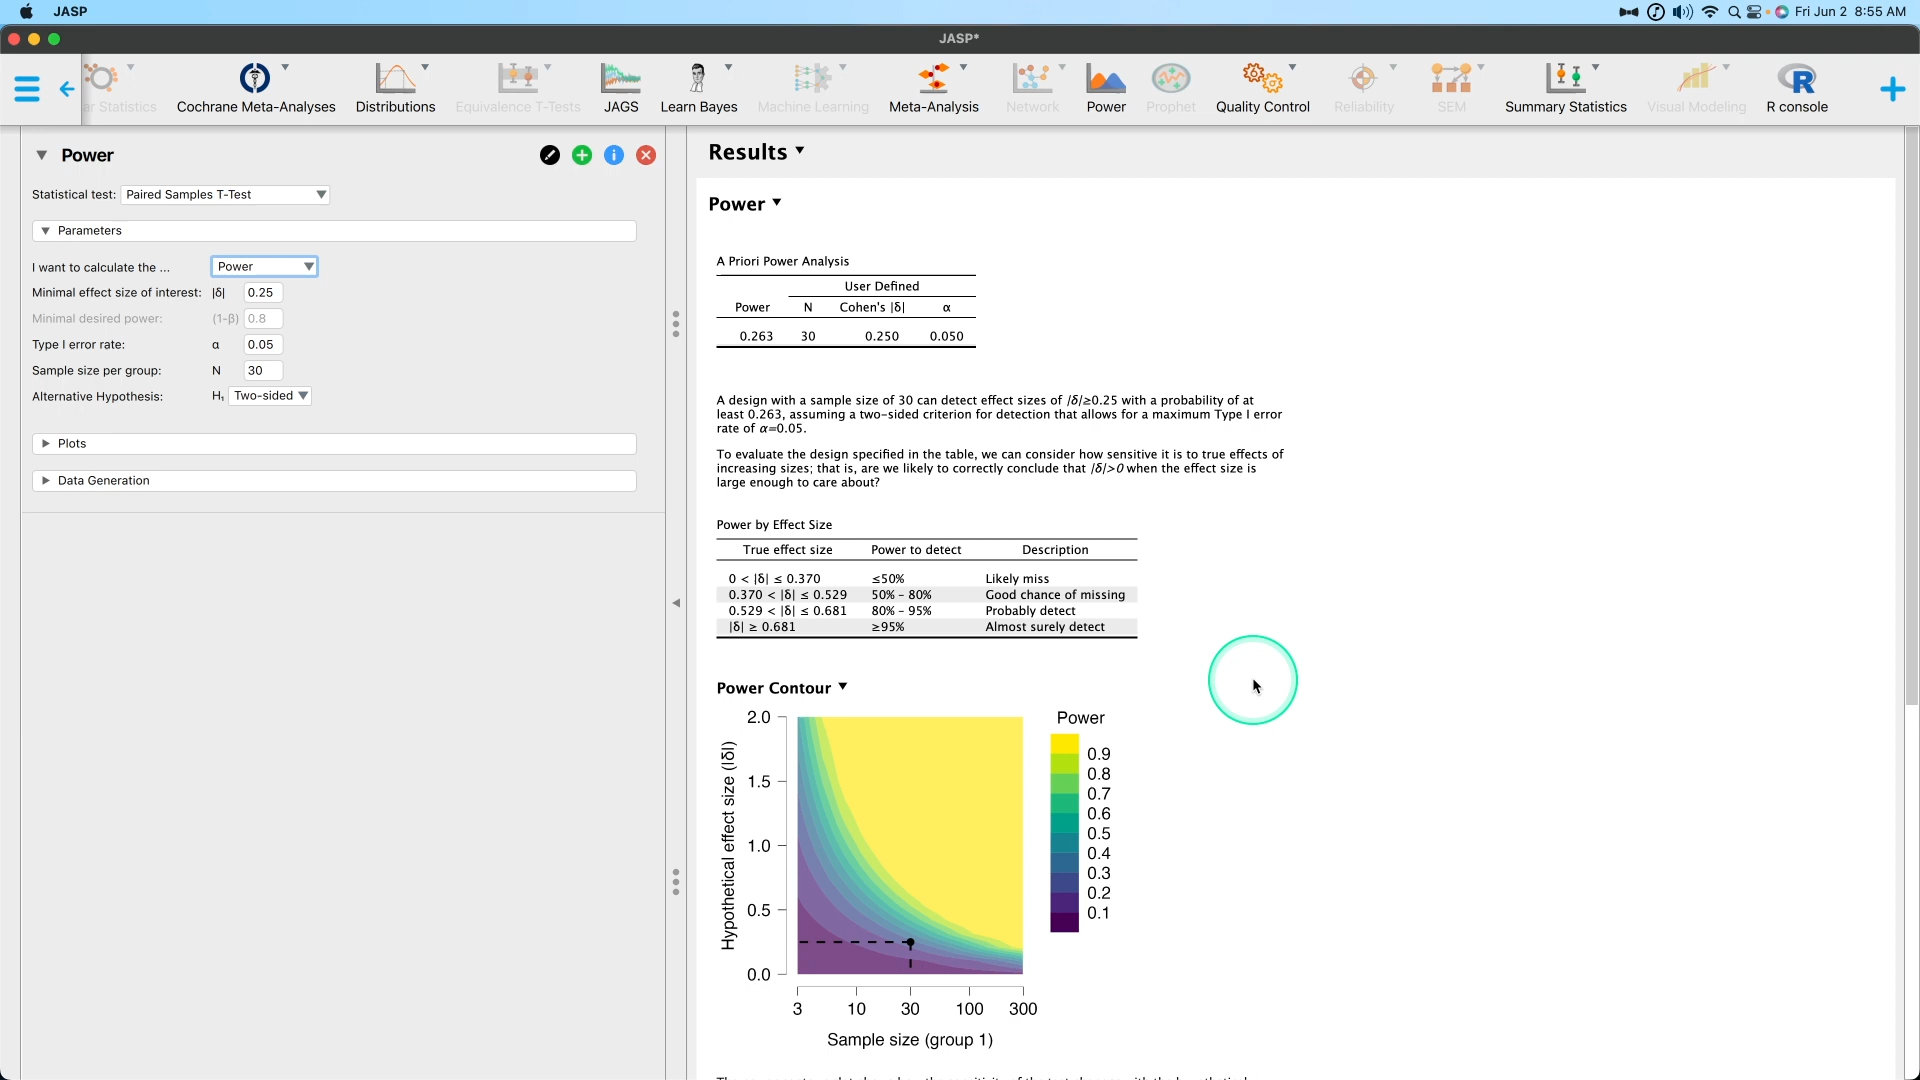 JASP
Fri Jun 2 8:55 AM
JASP*
ar Statistics
Cochrane Meta-Analyses
Distributions
Equivalence T-Tests
JAGS
Learn Bayes
Machine Learning
Meta-Analysis
Network
Power
Prophet
Quality Control
Reliability
SEM
Summary Statistics
Visual Modeling
R console
Power
Statistical test: Paired Samples T-Test
Parameters
I want to calculate the ... Power
Minimal effect size of interest: |δ| 0.25
Minimal desired power: (1-β) 0.8
Type I error rate: α 0.05
Sample size per group: N 30
Alternative Hypothesis: H₁ Two-sided
Plots
Data Generation
Results
Power
A Priori Power Analysis
User Defined
Power N Cohen's |δ| α
0.263 30 0.250 0.050
A design with a sample size of 30 can detect effect sizes of |δ|≥0.25 with a probability of at
least 0.263, assuming a two-sided criterion for detection that allows for a maximum Type I error
rate of α=0.05.
To evaluate the design specified in the table, we can consider how sensitive it is to true effects of
increasing sizes; that is, are we likely to correctly conclude that |δ|>0 when the effect size is
large enough to care about?
Power by Effect Size
True effect size Power to detect Description
0 < |δ| ≤ 0.370 ≤50% Likely miss
0.370 < |δ| ≤ 0.529 50% – 80% Good chance of missing
0.529 < |δ| ≤ 0.681 80% – 95% Probably detect
|δ| ≥ 0.681 ≥95% Almost surely detect
Power Contour
Hypothetical effect size (|δ|)
2.0
1.5
1.0
0.5
0.0
3 10 30 100 300
Sample size (group 1)
Power
0.9
0.8
0.7
0.6
0.5
0.4
0.3
0.2
0.1